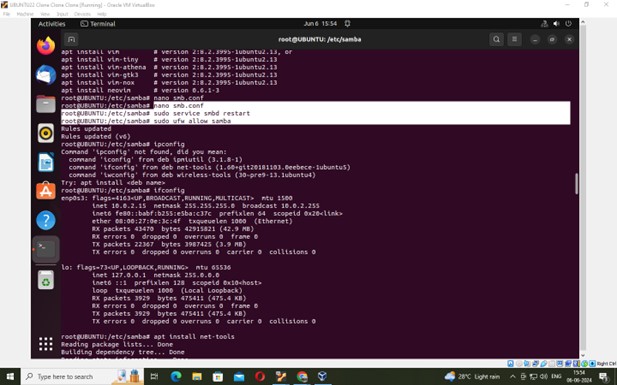 UBUNTU22 Clone Clone Clone [Running] - Oracle VM VirtualBox
File Machine View Input Devices Help
Activities Terminal Jun 6 15:54
root@UBUNTU: /etc/samba
apt install vim # version 2:8.2.3995-1ubuntu2.13, or
apt install vim-tiny # version 2:8.2.3995-1ubuntu2.13
apt install vim-athena # version 2:8.2.3995-1ubuntu2.13
apt install vim-gtk3 # version 2:8.2.3995-1ubuntu2.13
apt install vim-nox # version 2:8.2.3995-1ubuntu2.13
apt install neovim # version 0.6.1-3
root@UBUNTU:/etc/samba# nano smb.conf
root@UBUNTU:/etc/samba# nano smb.conf
root@UBUNTU:/etc/samba# sudo service smbd restart
root@UBUNTU:/etc/samba# sudo ufw allow samba
Rules updated
Rules updated (v6)
root@UBUNTU:/etc/samba# ipconfig
Command 'ipconfig' not found, did you mean:
command 'iconfig' from deb ipmiutil (3.1.8-1)
command 'ifconfig' from deb net-tools (1.60+git20181103.0eebece-1ubuntu5)
command 'iwconfig' from deb wireless-tools (30~pre9-13.1ubuntu4)
Try: apt install <deb name>
root@UBUNTU:/etc/samba# ifconfig
enp0s3: flags=4163<UP,BROADCAST,RUNNING,MULTICAST> mtu 1500
inet 10.0.2.15 netmask 255.255.255.0 broadcast 10.0.2.255
inet6 fe80::babf:b255:e5ba:c37c prefixlen 64 scopeid 0x20<link>
ether 08:00:27:0e:3c:4f txqueuelen 1000 (Ethernet)
RX packets 43470 bytes 42915821 (42.9 MB)
RX errors 0 dropped 0 overruns 0 frame 0
TX packets 22367 bytes 3987425 (3.9 MB)
TX errors 0 dropped 0 overruns 0 carrier 0 collisions 0
lo: flags=73<UP,LOOPBACK,RUNNING> mtu 65536
inet 127.0.0.1 netmask 255.0.0.0
inet6 ::1 prefixlen 128 scopeid 0x10<host>
loop txqueuelen 1000 (Local Loopback)
RX packets 3929 bytes 475411 (475.4 KB)
RX errors 0 dropped 0 overruns 0 frame 0
TX packets 3929 bytes 475411 (475.4 KB)
TX errors 0 dropped 0 overruns 0 carrier 0 collisions 0
root@UBUNTU:/etc/samba# apt install net-tools
Reading package lists... Done
Building dependency tree... Done
Right Ctrl
Type here to search
28°C Light rain
ENG
15:54
06-06-2024